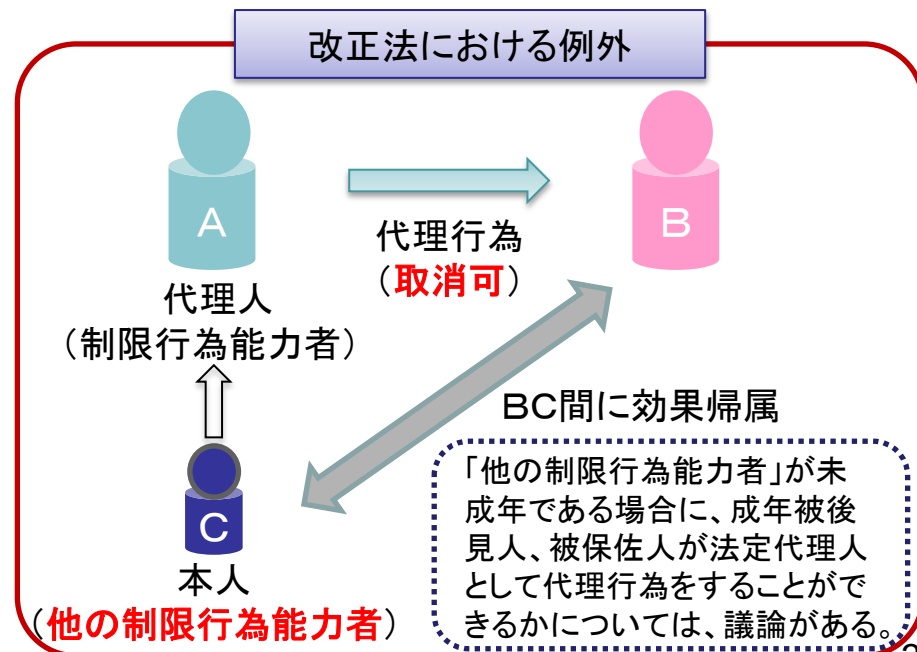 改正法における例外
A
B
代理行為
（取消可）
代理人
（制限行為能力者）
BC間に効果帰属
C
本人
（他の制限行為能力者）
「他の制限行為能力者」が未
成年である場合に、成年被後
見人、被保佐人が法定代理人
として代理行為をすることがで
きるかについては、議論がある。